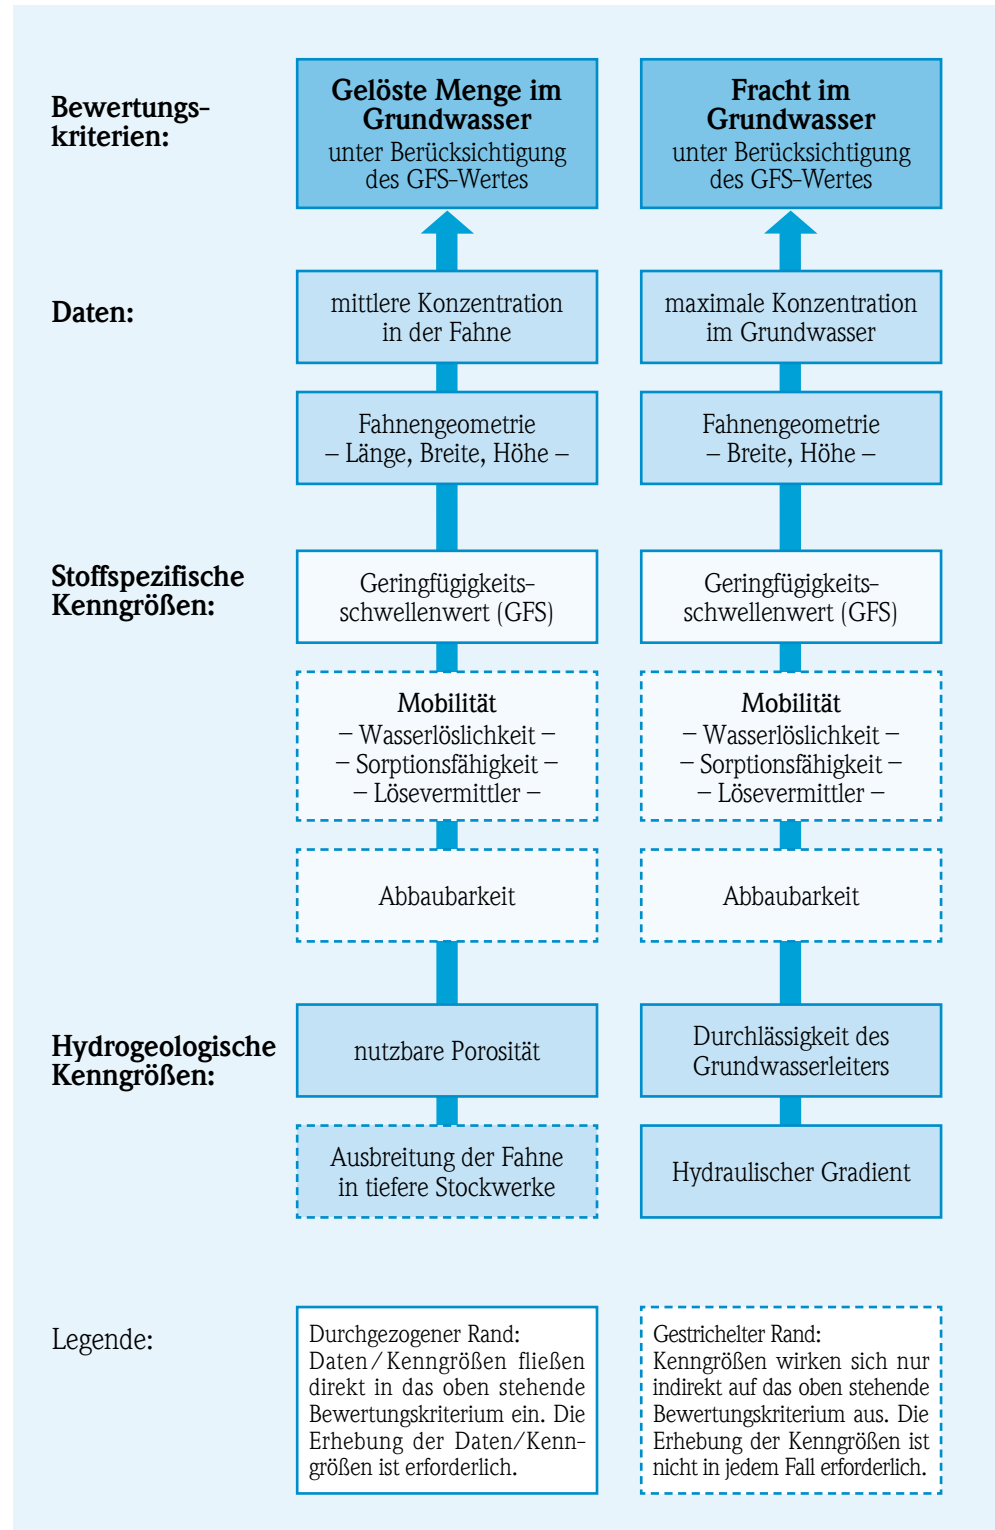 Bewertungs-
kriterien:
Gelöste Menge im
Grundwasser
unter Berücksichtigung
des GFS-Wertes
Fracht im
Grundwasser
unter Berücksichtigung
des GFS-Wertes
Daten:
mittlere Konzentration
in der Fahne
maximale Konzentration
im Grundwasser
Fahnengeometrie
– Länge, Breite, Höhe –
Fahnengeometrie
– Breite, Höhe –
Stoffspezifische
Kenngrößen:
Geringfügigkeits-
schwellenwert (GFS)
Geringfügigkeits-
schwellenwert (GFS)
Mobilität
– Wasserlöslichkeit –
– Sorptionsfähigkeit –
– Lösevermittler –
Mobilität
– Wasserlöslichkeit –
– Sorptionsfähigkeit –
– Lösevermittler –
Abbaubarkeit
Abbaubarkeit
Hydrogeologische
Kenngrößen:
nutzbare Porosität
Durchlässigkeit des
Grundwasserleiters
Ausbreitung der Fahne
in tiefere Stockwerke
Hydraulischer Gradient
Legende:
Durchgezogener Rand:
Daten/Kenngrößen fließen
direkt in das oben stehende
Bewertungskriterium ein. Die
Erhebung der Daten/Kenn-
größen ist erforderlich.
Gestrichelter Rand:
Kenngrößen wirken sich nur
indirekt auf das oben stehende
Bewertungskriterium aus. Die
Erhebung der Kenngrößen ist
nicht in jedem Fall erforderlich.